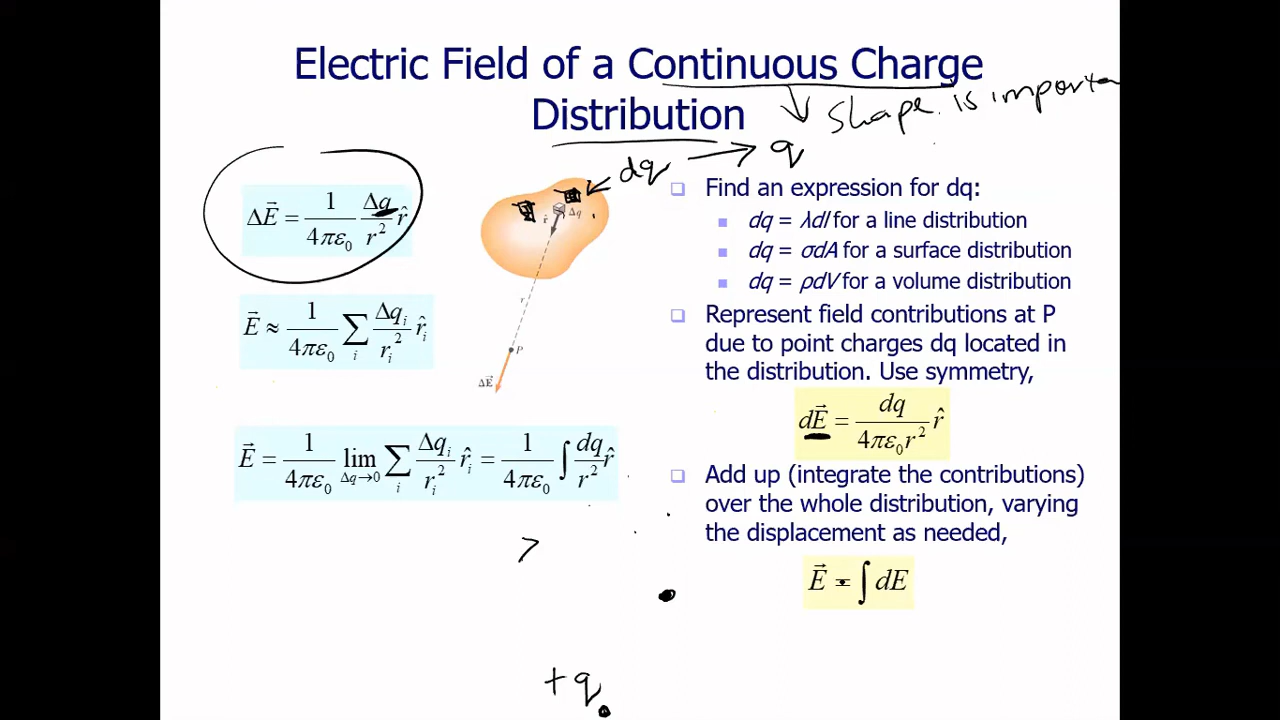 Electric Field of a Continuous Charge
Distribution
shape is importa
dq → q
ΔE⃗ = 1/(4πε₀) Δq/r² r̂
r̂ Δq
r
P
ΔE⃗
E⃗ ≈ 1/(4πε₀) ∑ᵢ Δqᵢ/rᵢ² r̂ᵢ
E⃗ = 1/(4πε₀) lim Δq→0 ∑ᵢ Δqᵢ/rᵢ² r̂ᵢ = 1/(4πε₀) ∫ dq/r² r̂
Find an expression for dq:
dq = λdl for a line distribution
dq = σdA for a surface distribution
dq = ρdV for a volume distribution
Represent field contributions at P
due to point charges dq located in
the distribution. Use symmetry,
dE⃗ = dq/(4πε₀r²) r̂
Add up (integrate the contributions)
over the whole distribution, varying
the displacement as needed,
E⃗ = ∫ dE
+q